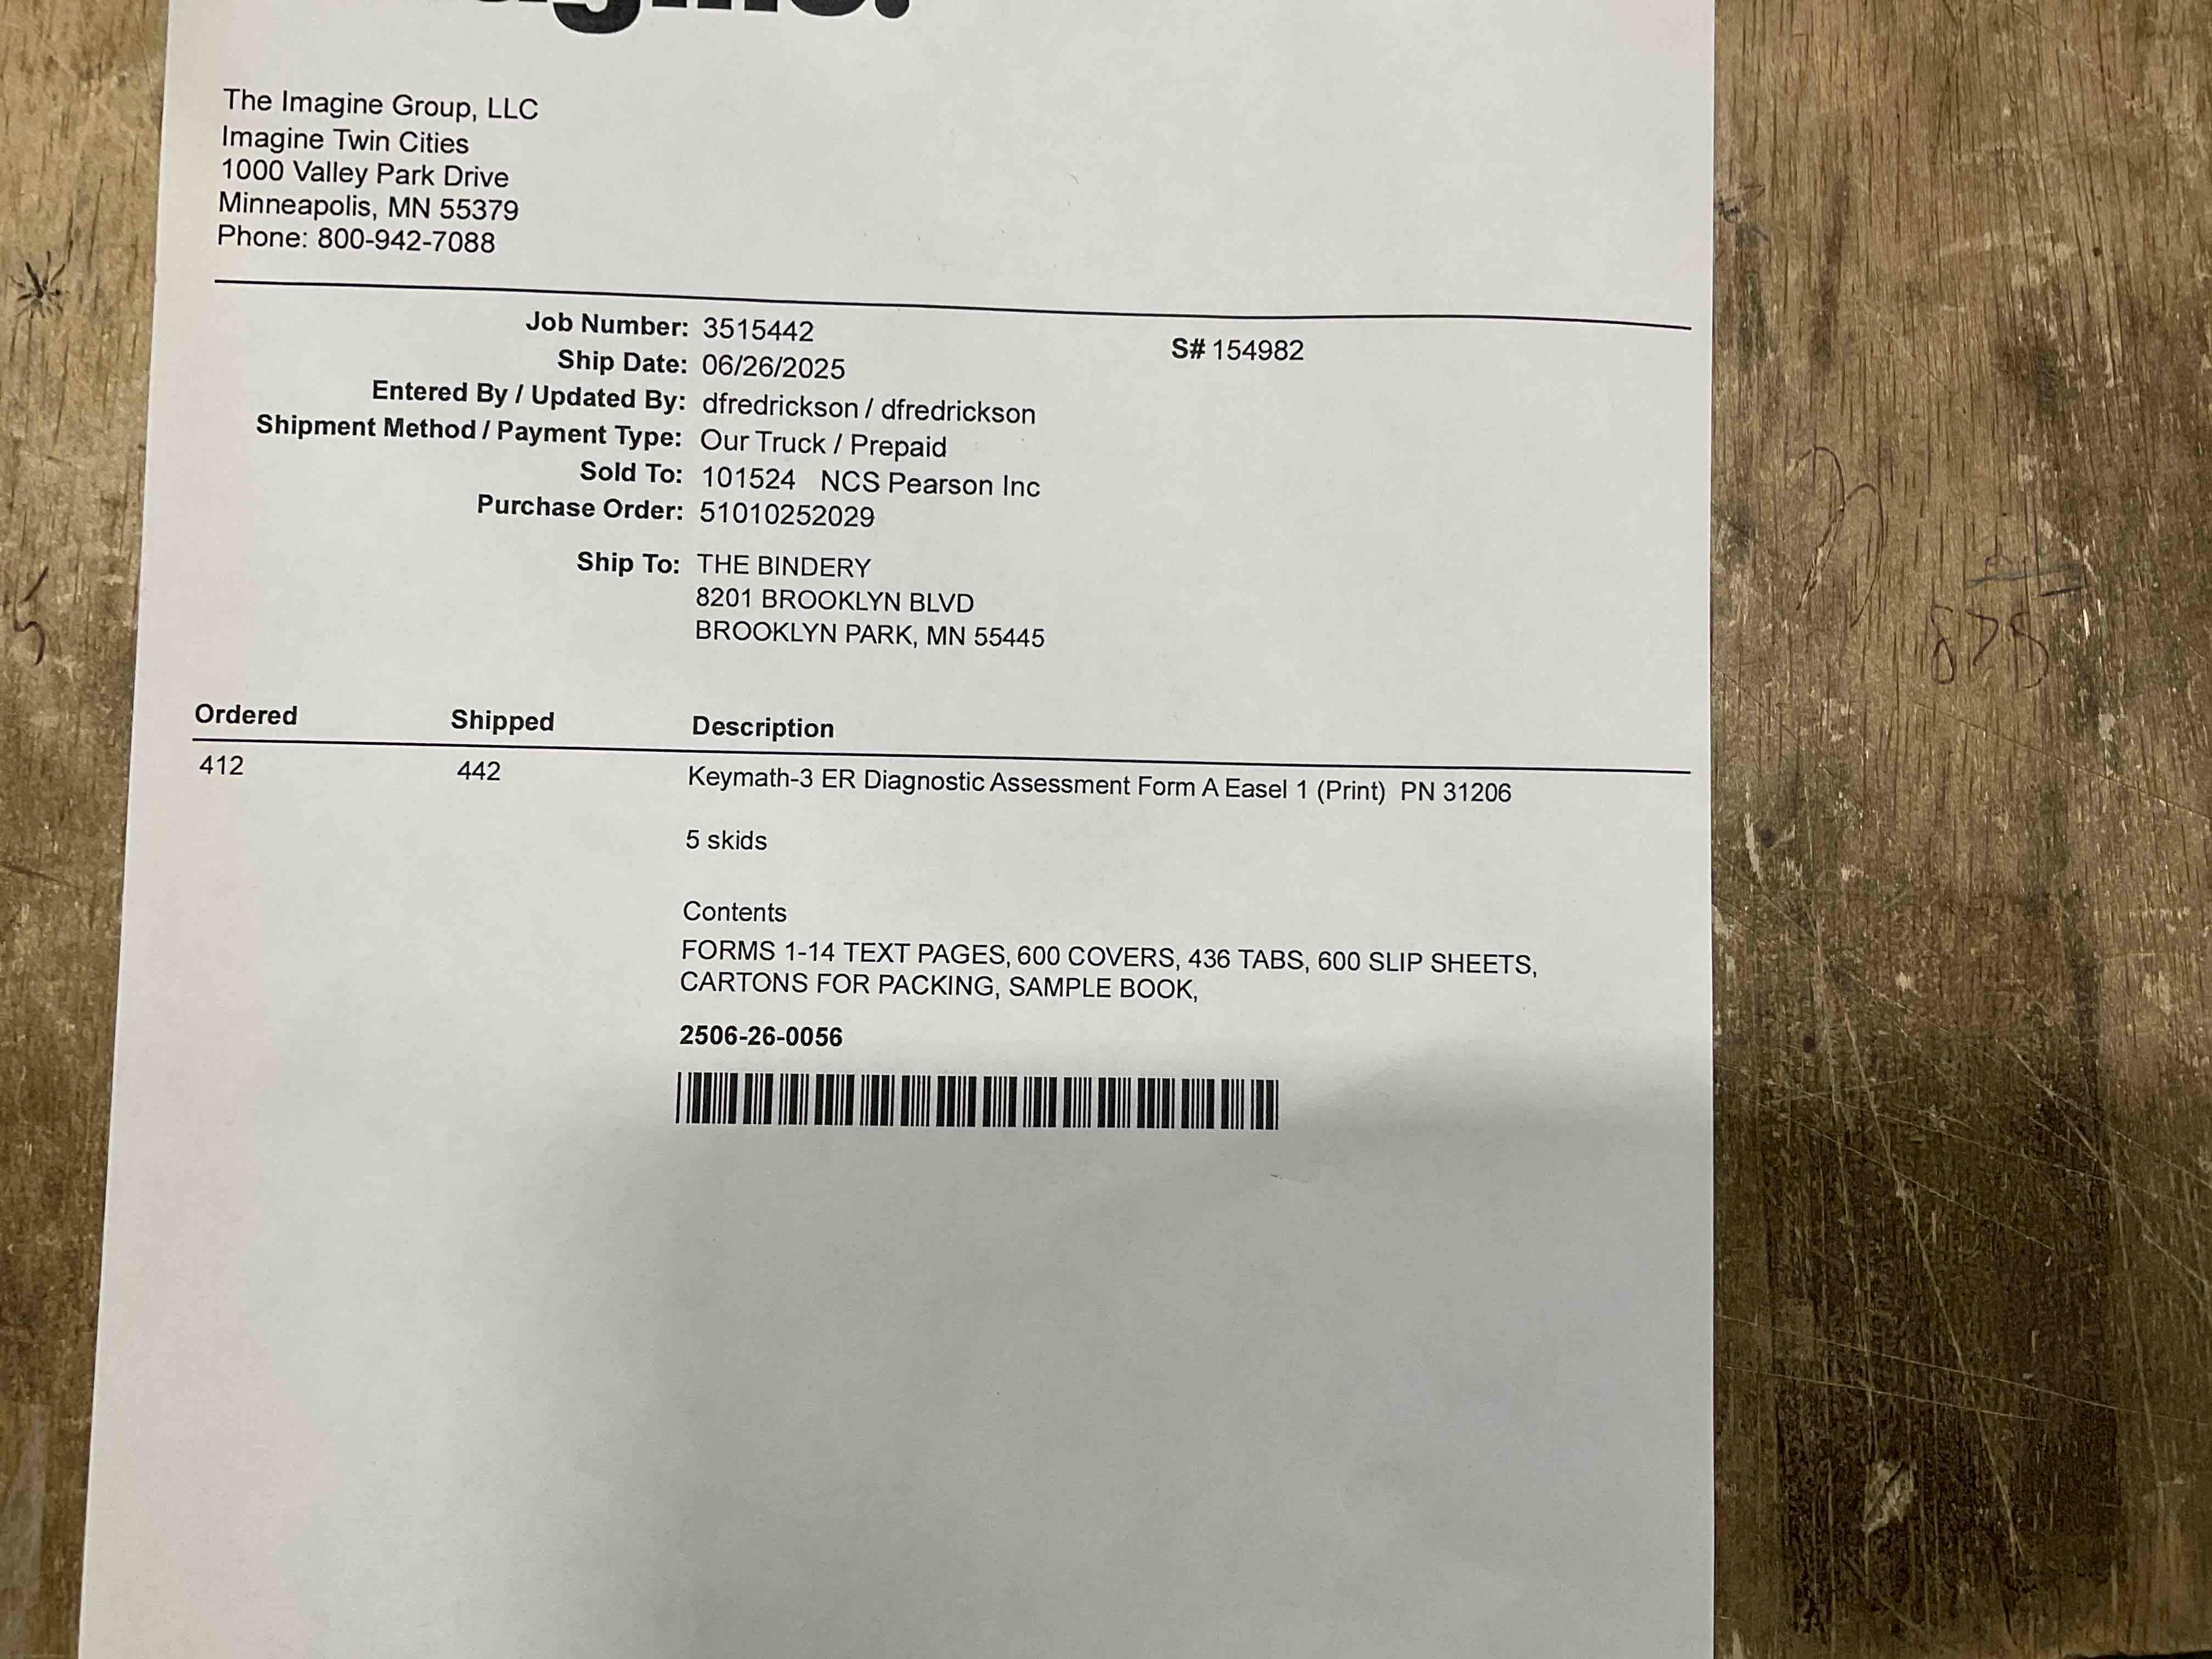 The Imagine Group, LLC
Imagine Twin Cities
1000 Valley Park Drive
Minneapolis, MN 55379
Phone: 800-942-7088
Job Number: 3515442
S# 154982
Ship Date: 06/26/2025
Entered By / Updated By: dfredrickson / dfredrickson
Shipment Method / Payment Type: Our Truck / Prepaid
Sold To: 101524 NCS Pearson Inc
Purchase Order: 51010252029
Ship To: THE BINDERY
8201 BROOKLYN BLVD
BROOKLYN PARK, MN 55445
Ordered Shipped Description
412 442 Keymath-3 ER Diagnostic Assessment Form A Easel 1 (Print) PN 31206
5 skids
Contents
FORMS 1-14 TEXT PAGES, 600 COVERS, 436 TABS, 600 SLIP SHEETS,
CARTONS FOR PACKING, SAMPLE BOOK,
2506-26-0056
5
875